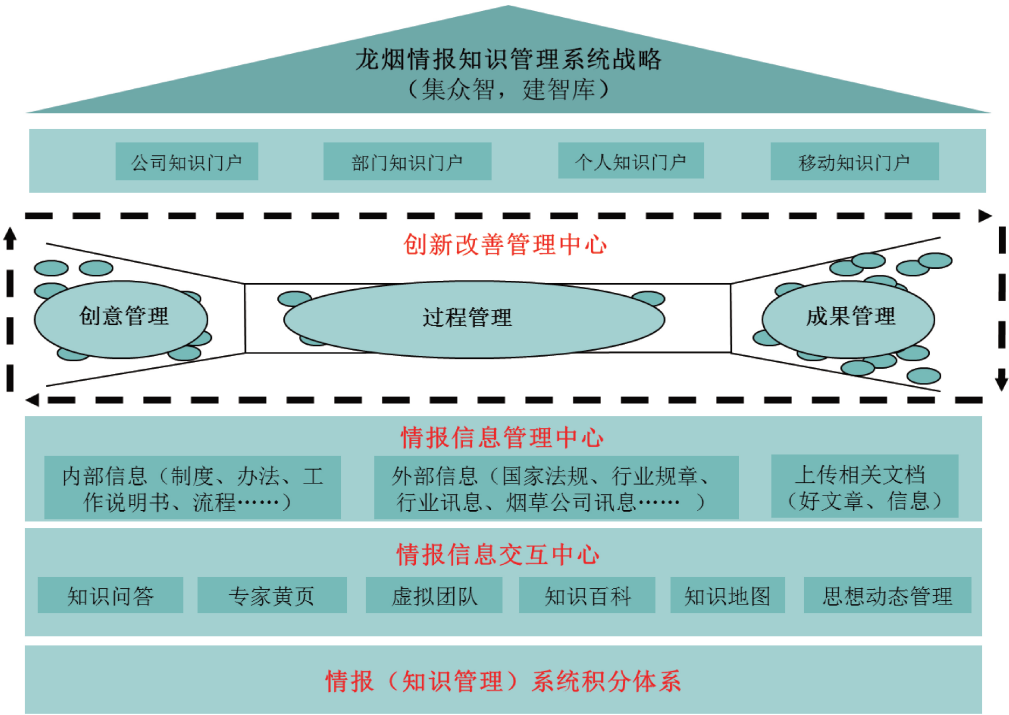 龙烟情报知识管理系统战略
（集众智，建智库）
公司知识门户
部门知识门户
个人知识门户
移动知识门户
创新改善管理中心
创意管理
过程管理
成果管理
情报信息管理中心
内部信息（制度、办法、工
作说明书、流程……）
外部信息（国家法规、行业规章、
行业讯息、烟草公司讯息…… ）
上传相关文档
（好文章、信息）
情报信息交互中心
知识问答
专家黄页
虚拟团队
知识百科
知识地图
思想动态管理
情报（知识管理）系统积分体系